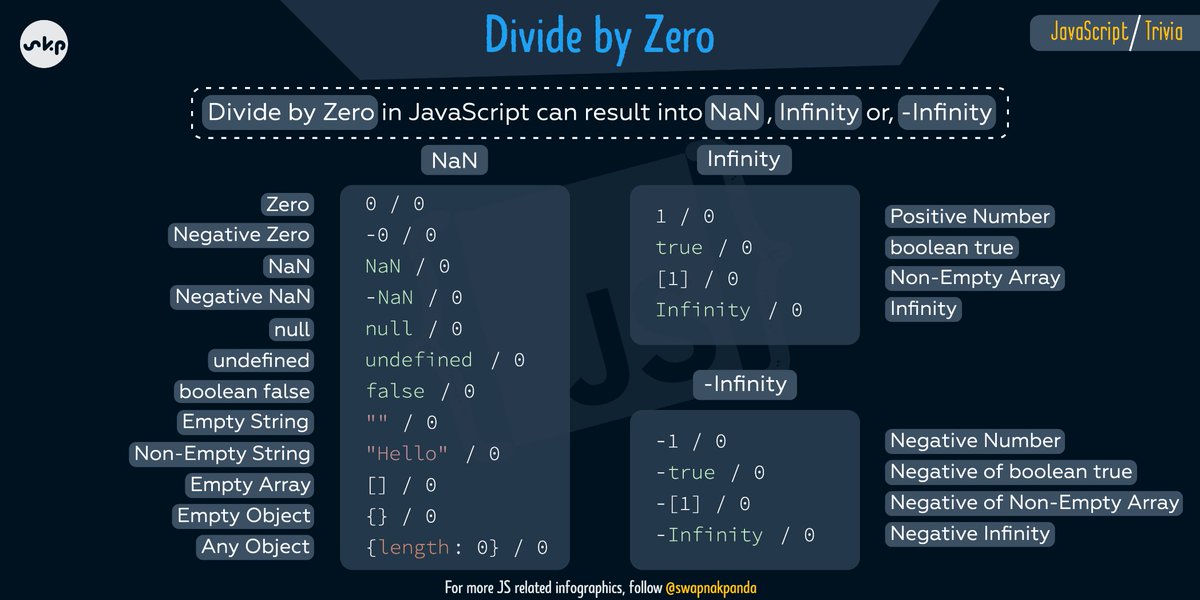 skp
Divide by Zero
JavaScript/Trivia
Divide by Zero in JavaScript can result into NaN, Infinity or, -Infinity
NaN
Zero 0 / 0
Negative Zero -0 / 0
NaN NaN / 0
Negative NaN -NaN / 0
null null / 0
undefined undefined / 0
boolean false false / 0
Empty String "" / 0
Non-Empty String "Hello" / 0
Empty Array [] / 0
Empty Object {} / 0
Any Object {length: 0} / 0
Infinity
1 / 0 Positive Number
true / 0 boolean true
[1] / 0 Non-Empty Array
Infinity / 0 Infinity
-Infinity
-1 / 0 Negative Number
-true / 0 Negative of boolean true
-[1] / 0 Negative of Non-Empty Array
-Infinity / 0 Negative Infinity
JS
For more JS related infographics, follow @swapnakpanda